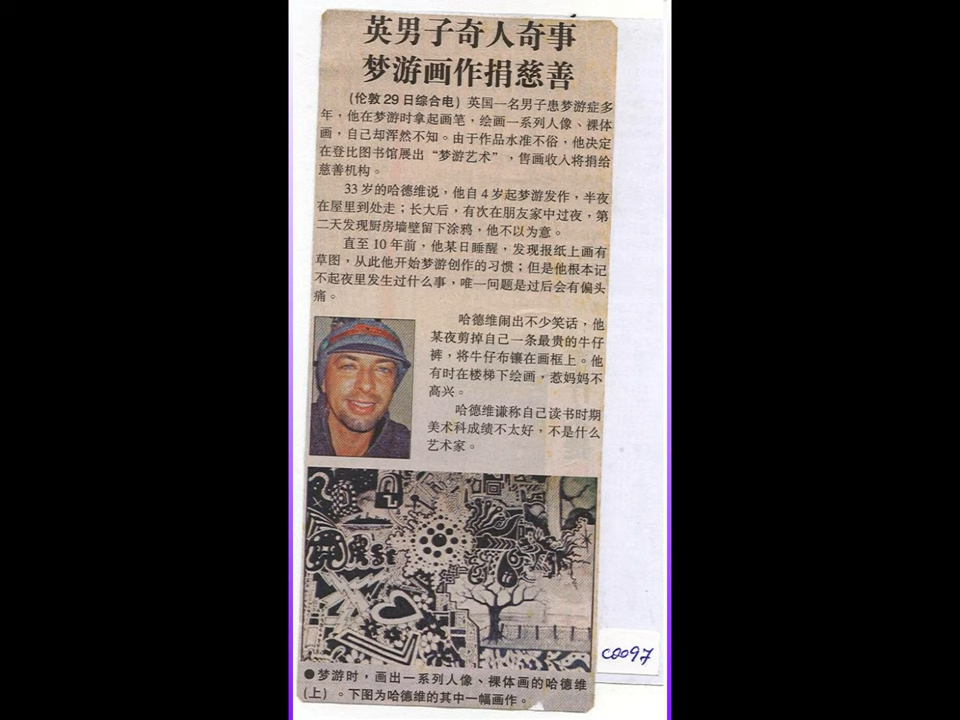 英男子奇人奇事
梦游画作捐慈善
(伦敦29日综合电)英国一名男子患梦游症多
年，他在梦游时拿起画笔，绘画一系列人像、裸体
画，自己却浑然不知。由于作品水准不俗，他决定
在登比图书馆展出“梦游艺术”，售画收入将捐给
慈善机构。
33岁的哈德维说，他自4岁起梦游发作，半夜
在屋里到处走；长大后，有次在朋友家中过夜，第
二天发现厨房墙壁留下涂鸦，他不以为意。
直至10年前，他某日睡醒，发现报纸上画有
草图，从此他开始梦游创作的习惯；但是他根本记
不起夜里发生过什么事，唯一问题是过后会有偏头
痛。
哈德维闹出不少笑话，他
某夜剪掉自己一条最贵的牛仔
裤，将牛仔布镶在画框上。他
有时在楼梯下绘画，惹妈妈不
高兴。
哈德维谦称自己读书时期
美术科成绩不太好，不是什么
艺术家。
●梦游时，画出一系列人像、裸体画的哈德维
(上)。下图为哈德维的其中一幅画作。
C0097